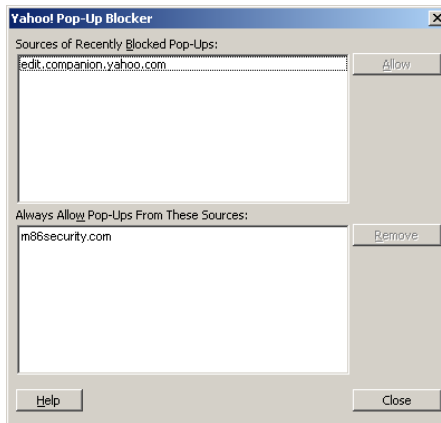 Yahoo! Pop-Up Blocker
Sources of Recently Blocked Pop-Ups:
edit.companion.yahoo.com
Allow
Always Allow Pop-Ups From These Sources:
m86security.com
Remove
Help
Close